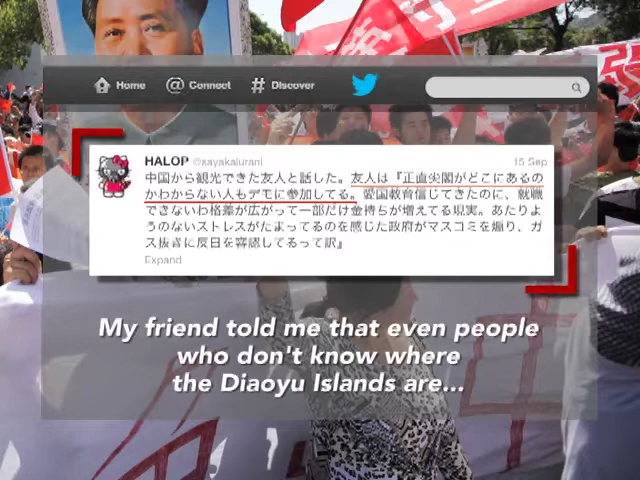 Home @ Connect # Discover
HALOP @sayakaiurani 15 Sep
中国から観光できた友人と話した。友人は『正直尖閣がどこにあるの
かわからない人もデモに参加してる。愛国教育信じてきたのに、就職
できないわ格差が広がって一部だけ金持ちが増えてる現実。あたりよ
うのないストレスがたまってるのを感じた政府がマスコミを煽り、ガ
ス抜きに反日を容認してるって訳』
Expand
My friend told me that even people
who don't know where
the Diaoyu Islands are...